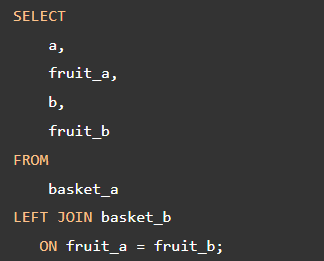 SELECT
    a,
    fruit_a,
    b,
    fruit_b
FROM
    basket_a
LEFT JOIN basket_b
   ON fruit_a = fruit_b;